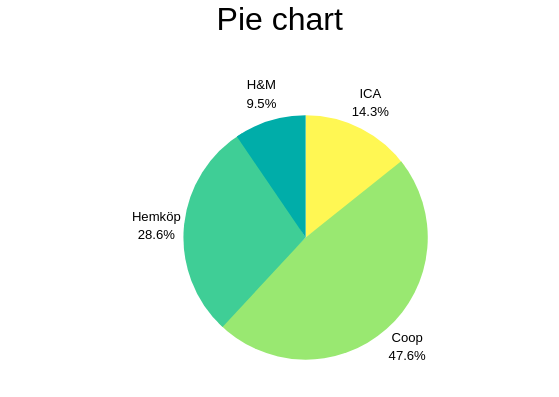 Pie chart
H&M
9.5%
ICA
14.3%
Hemköp
28.6%
Coop
47.6%